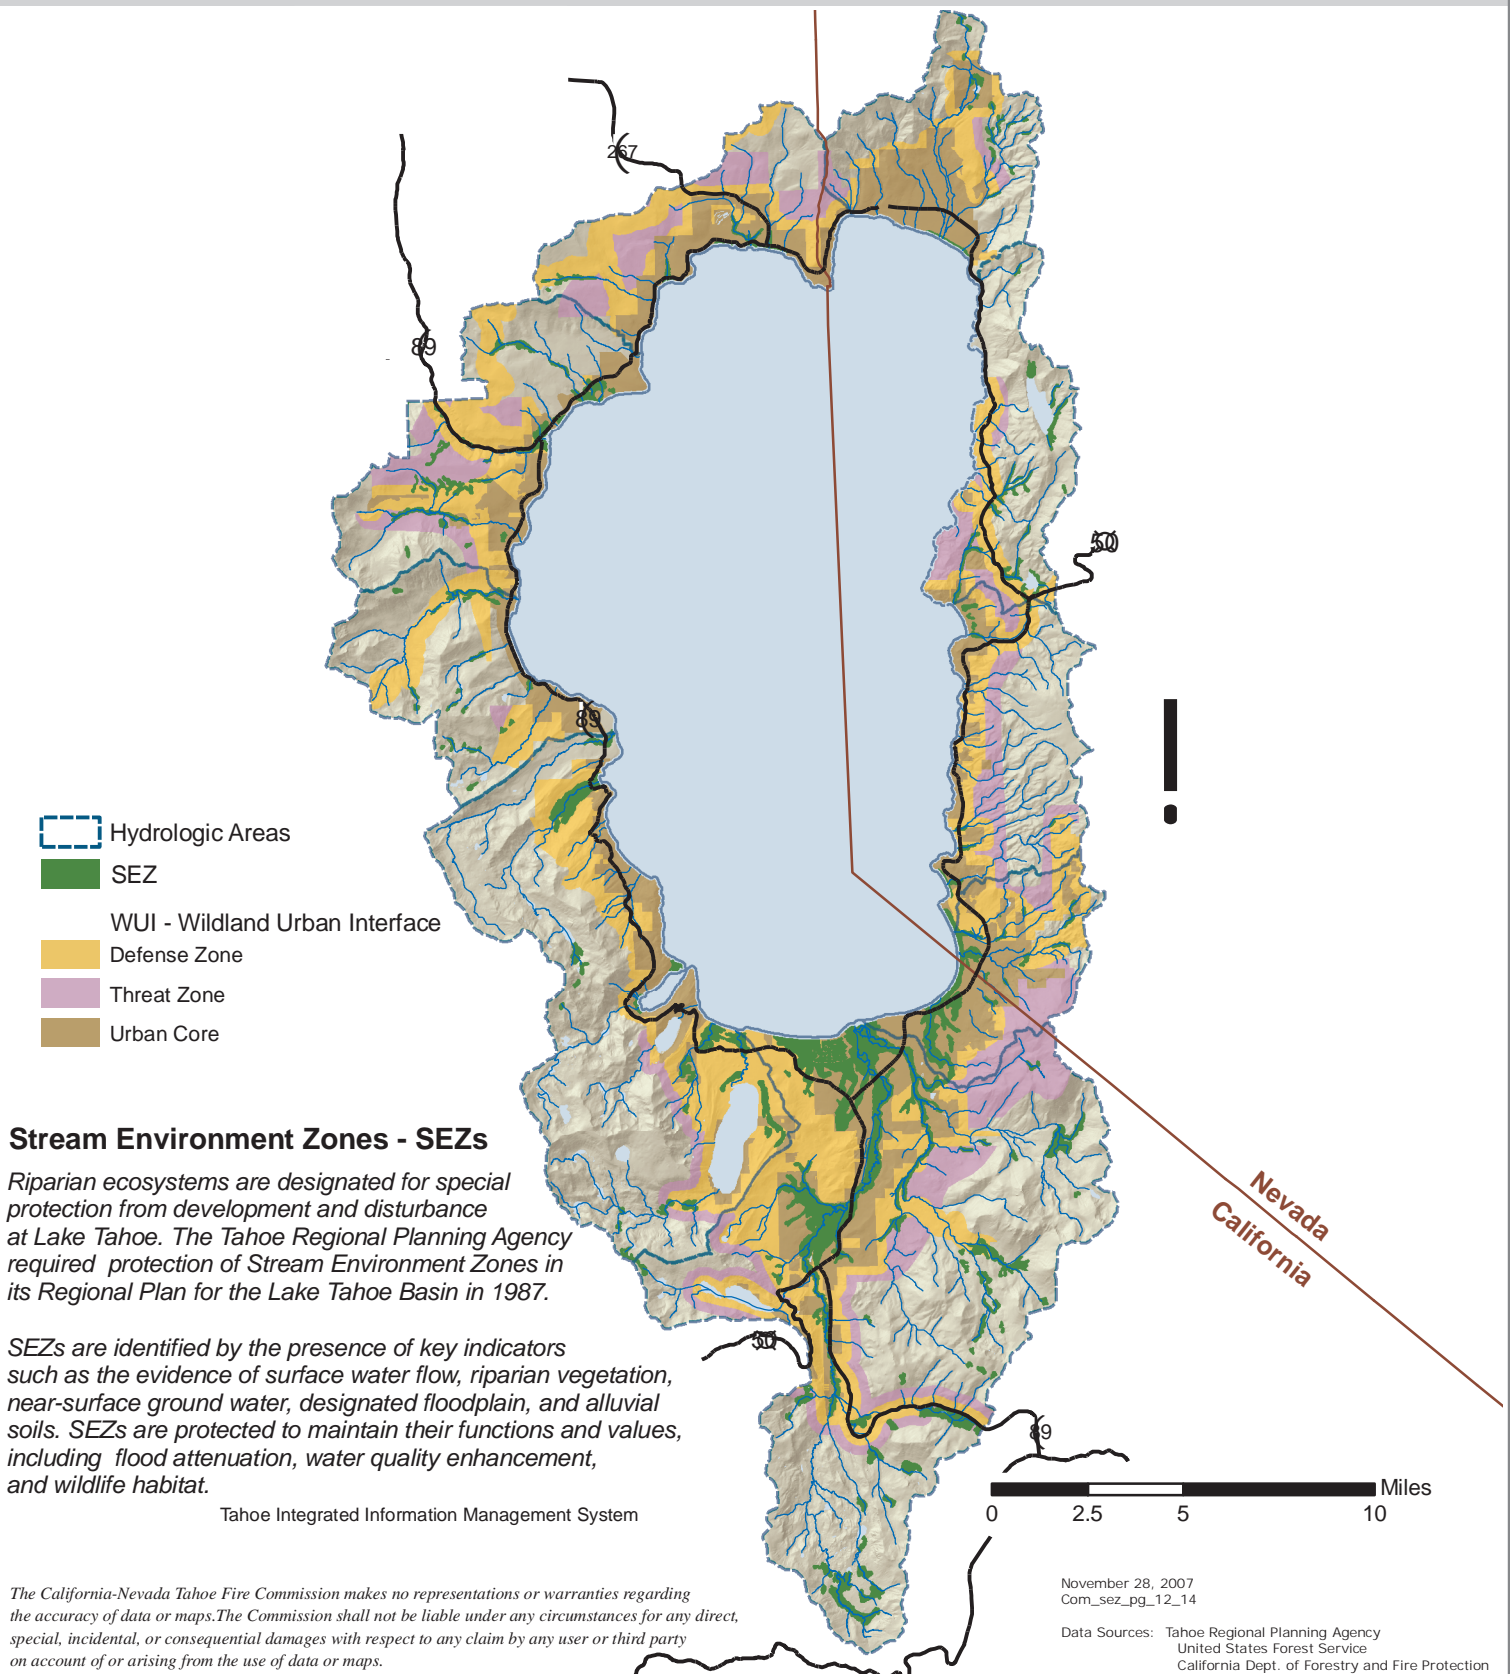 267
89
50
89
Hydrologic Areas
SEZ
WUI - Wildland Urban Interface
Defense Zone
Threat Zone
Urban Core
Stream Environment Zones - SEZs
Riparian ecosystems are designated for special
protection from development and disturbance
at Lake Tahoe. The Tahoe Regional Planning Agency
required protection of Stream Environment Zones in
its Regional Plan for the Lake Tahoe Basin in 1987.
SEZs are identified by the presence of key indicators
such as the evidence of surface water flow, riparian vegetation,
near-surface ground water, designated floodplain, and alluvial
soils. SEZs are protected to maintain their functions and values,
including flood attenuation, water quality enhancement,
and wildlife habitat.
Tahoe Integrated Information Management System
Nevada
California
50
89
Miles
0 2.5 5 10
The California-Nevada Tahoe Fire Commission makes no representations or warranties regarding
the accuracy of data or maps.The Commission shall not be liable under any circumstances for any direct,
special, incidental, or consequential damages with respect to any claim by any user or third party
on account of or arising from the use of data or maps.
November 28, 2007
Com_sez_pg_12_14
Data Sources: Tahoe Regional Planning Agency
United States Forest Service
California Dept. of Forestry and Fire Protection